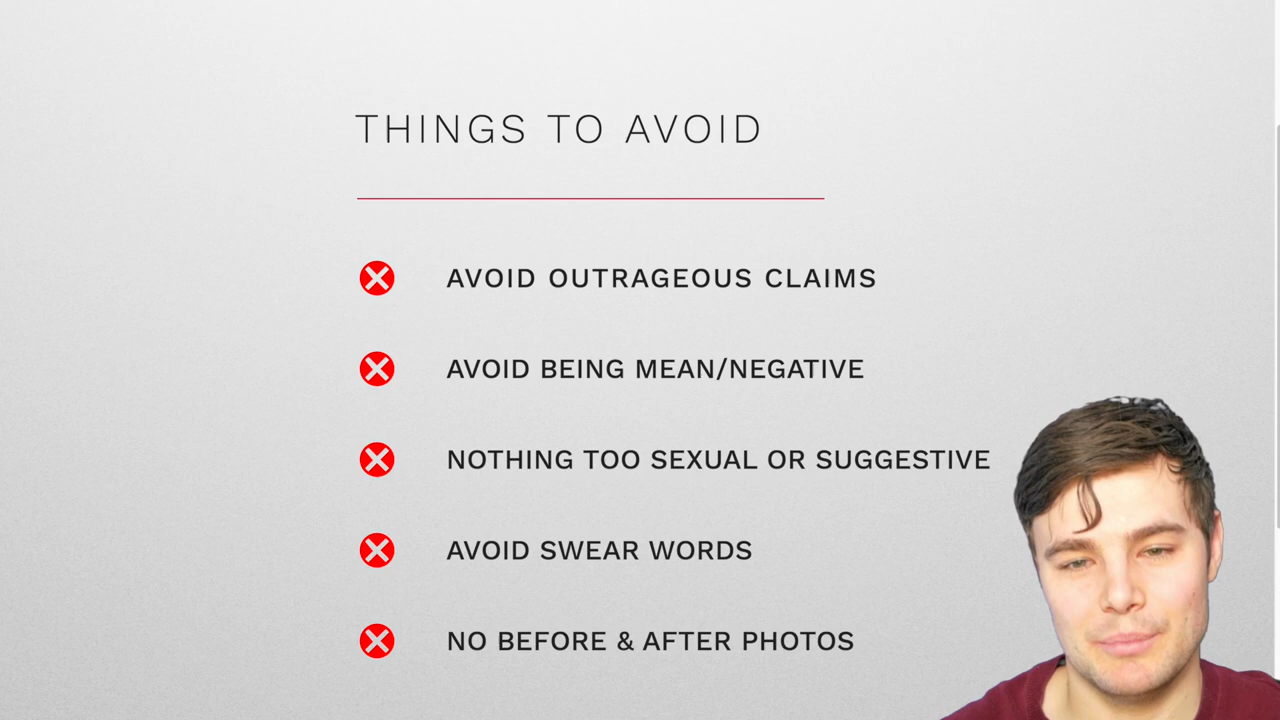 THINGS TO AVOID
AVOID OUTRAGEOUS CLAIMS
AVOID BEING MEAN/NEGATIVE
NOTHING TOO SEXUAL OR SUGGESTIVE
AVOID SWEAR WORDS
NO BEFORE & AFTER PHOTOS